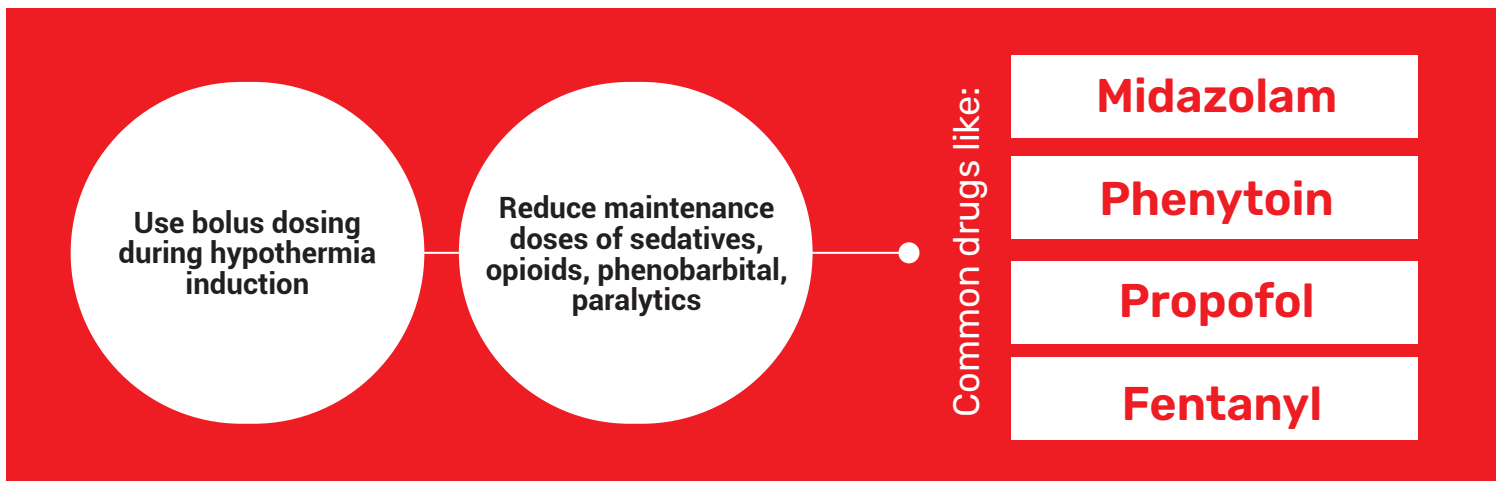 Use bolus dosing
during hypothermia
induction
Reduce maintenance
doses of sedatives,
opioids, phenobarbital,
paralytics
Common drugs like:
Midazolam
Phenytoin
Propofol
Fentanyl